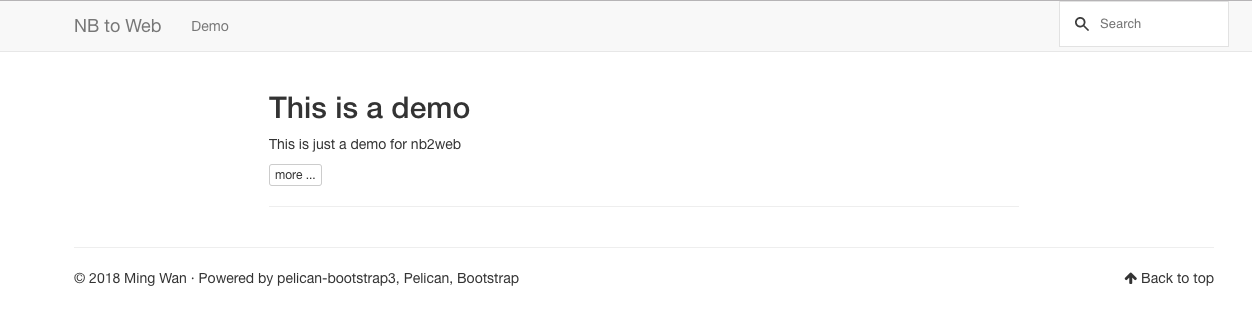 NB to Web Demo Search
This is a demo
This is just a demo for nb2web
more ...
© 2018 Ming Wan · Powered by pelican-bootstrap3, Pelican, Bootstrap Back to top